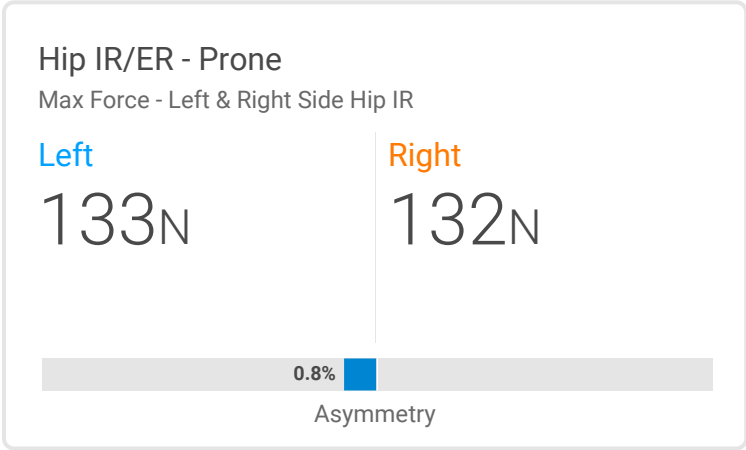 Hip IR/ER - Prone
Max Force - Left & Right Side Hip IR
Left
133N
Right
132N
0.8%
Asymmetry